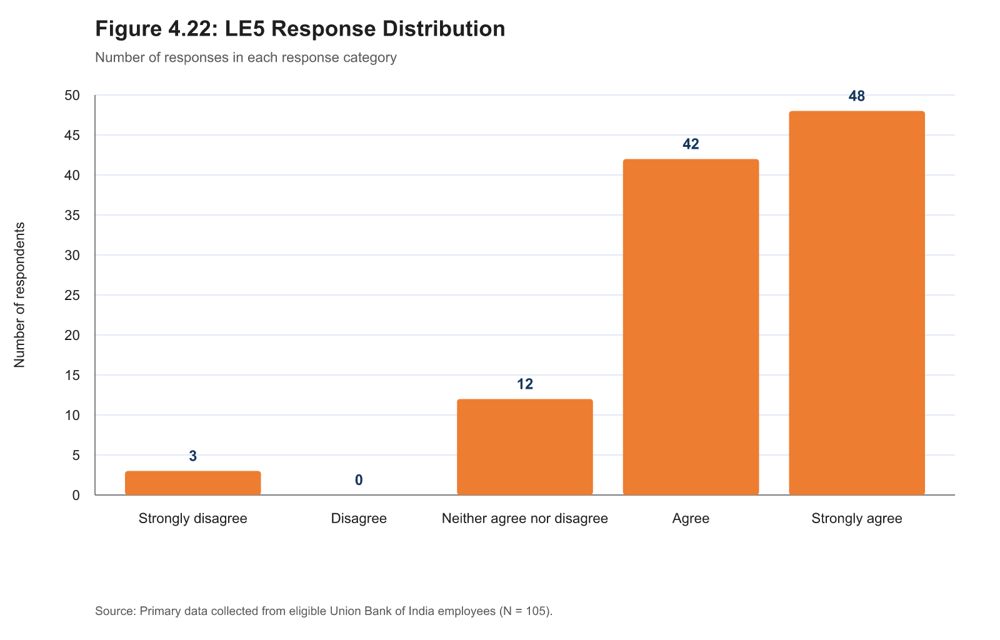 Figure 4.22: LE5 Response Distribution
Number of responses in each response category
50
45
40
35
30
25
20
15
10
5
0
Number of respondents
3
0
12
42
48
Strongly disagree
Disagree
Neither agree nor disagree
Agree
Strongly agree
Source: Primary data collected from eligible Union Bank of India employees (N = 105).